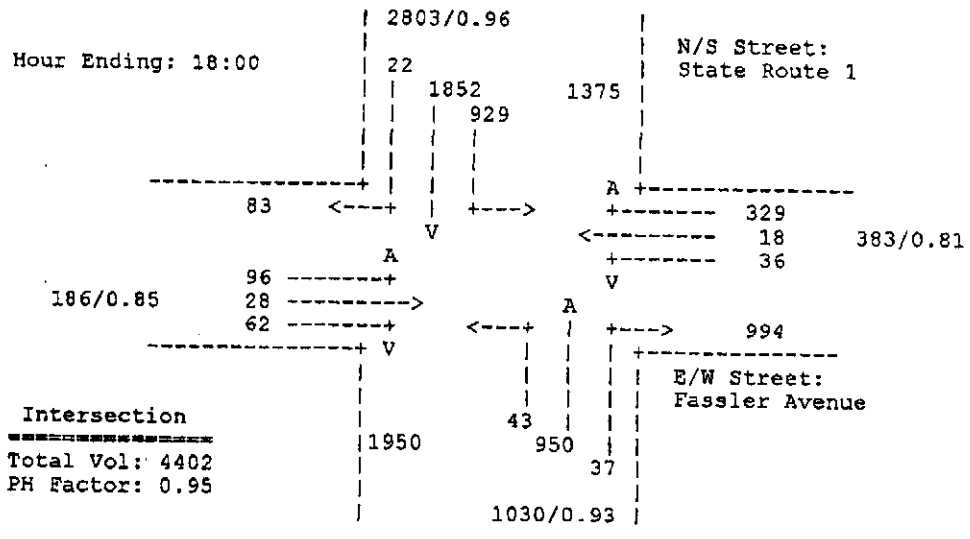 2803/0.96
N/S Street:
Hour Ending: 18:00
State Route 1
22
1852
1375
929
83
329
18
383/0.81
36
96
186/0.85
28
62
994
E/W Street:
Fassler Avenue
Intersection
43
1950
950
Total Vol: 4402
37
PH Factor: 0.95
1030/0.93